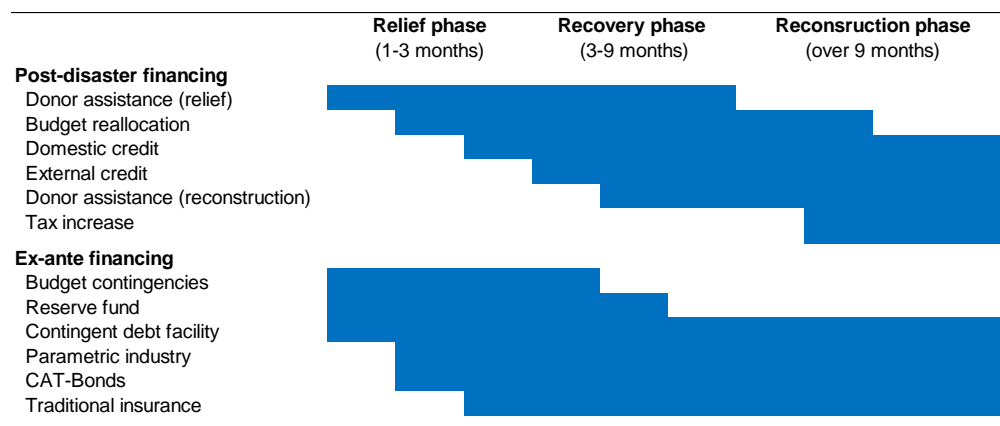 Relief phase Recovery phase Reconsruction phase
(1-3 months) (3-9 months) (over 9 months)
Post-disaster financing
Donor assistance (relief)
Budget reallocation
Domestic credit
External credit
Donor assistance (reconstruction)
Tax increase
Ex-ante financing
Budget contingencies
Reserve fund
Contingent debt facility
Parametric industry
CAT-Bonds
Traditional insurance